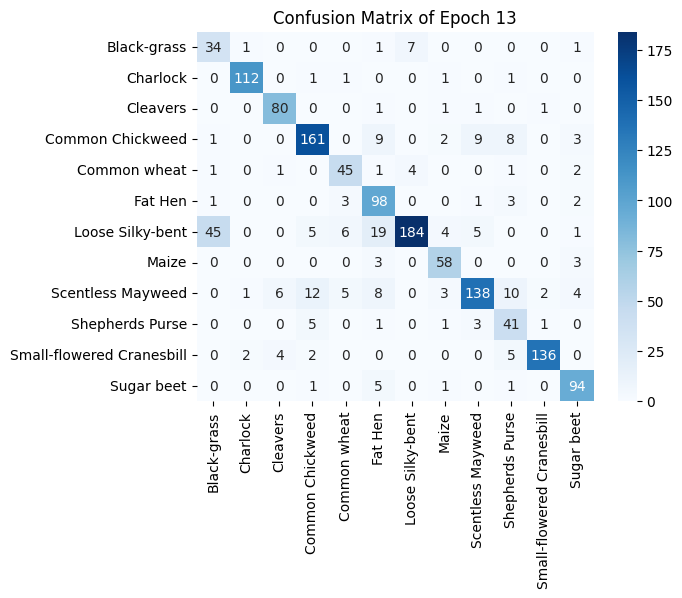 Confusion Matrix of Epoch 13
Black-grass 34 1 0 0 0 1 7 0 0 0 0 1
Charlock 0 112 0 1 1 0 0 1 0 1 0 0
Cleavers 0 0 80 0 0 1 0 1 1 0 1 0
Common Chickweed 1 0 0 161 0 9 0 2 9 8 0 3
Common wheat 1 0 1 0 45 1 4 0 0 1 0 2
Fat Hen 1 0 0 0 3 98 0 0 1 3 0 2
Loose Silky-bent 45 0 0 5 6 19 184 4 5 0 0 1
Maize 0 0 0 0 0 3 0 58 0 0 0 3
Scentless Mayweed 0 1 6 12 5 8 0 3 138 10 2 4
Shepherds Purse 0 0 0 5 0 1 0 1 3 41 1 0
Small-flowered Cranesbill 0 2 4 2 0 0 0 0 0 5 136 0
Sugar beet 0 0 0 1 0 5 0 1 0 1 0 94
Black-grass
Charlock
Cleavers
Common Chickweed
Common wheat
Fat Hen
Loose Silky-bent
Maize
Scentless Mayweed
Shepherds Purse
Small-flowered Cranesbill
Sugar beet
175
150
125
100
75
50
25
0